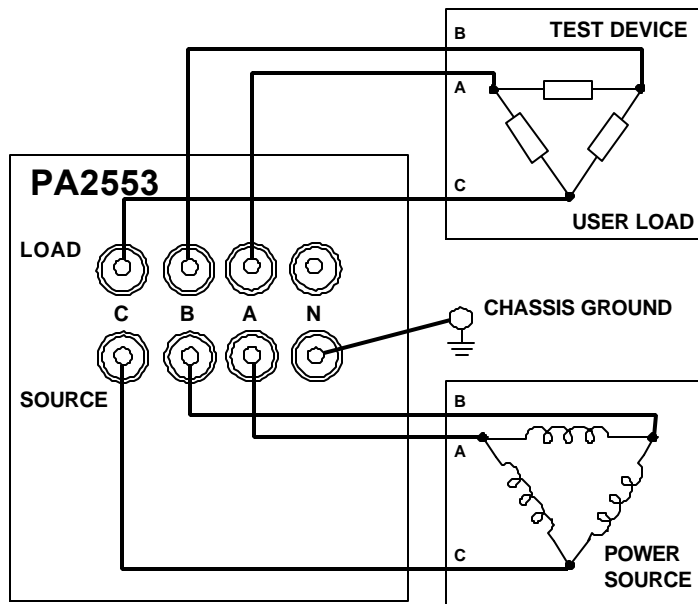 B TEST DEVICE
A
PA2553
C
LOAD
USER LOAD
C B A N
CHASSIS GROUND
SOURCE
B
A
C
POWER
SOURCE